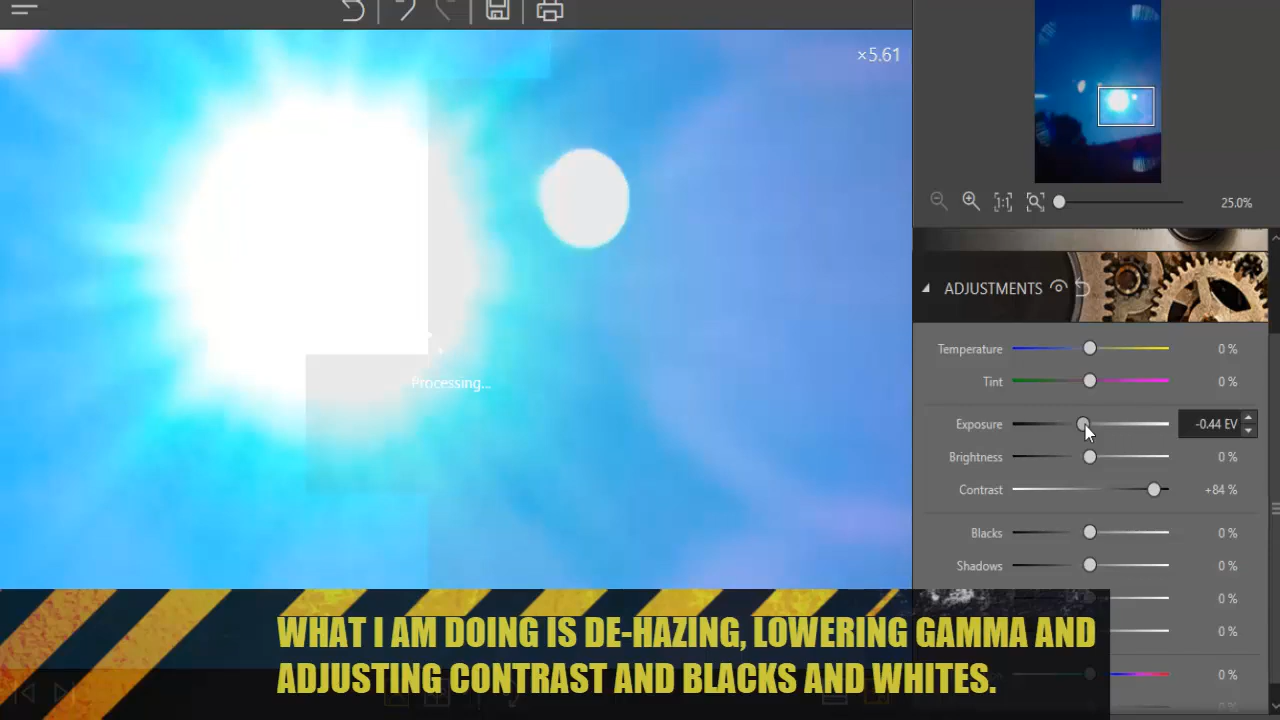 ×5.61
1:1
25.0%
ADJUSTMENTS
Temperature 0 %
Tint 0 %
Exposure -0.44 EV
Brightness 0 %
Contrast +84 %
Blacks 0 %
Shadows 0 %
0 %
0 %
Processing...
WHAT I AM DOING IS DE-HAZING, LOWERING GAMMA AND
ADJUSTING CONTRAST AND BLACKS AND WHITES.